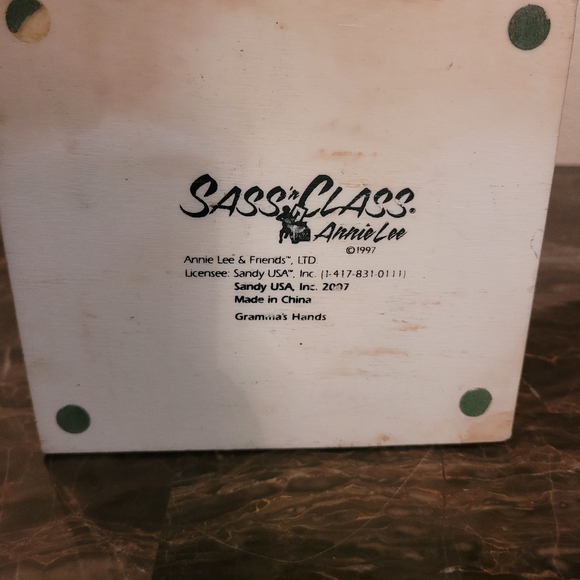 SASS 'n CLASS®
Annie Lee
©1997
Annie Lee & Friends™, LTD.
Licensee: Sandy USA™, Inc. (1-417-831-0111)
Sandy USA, Inc. 2007
Made in China
Gramma's Hands